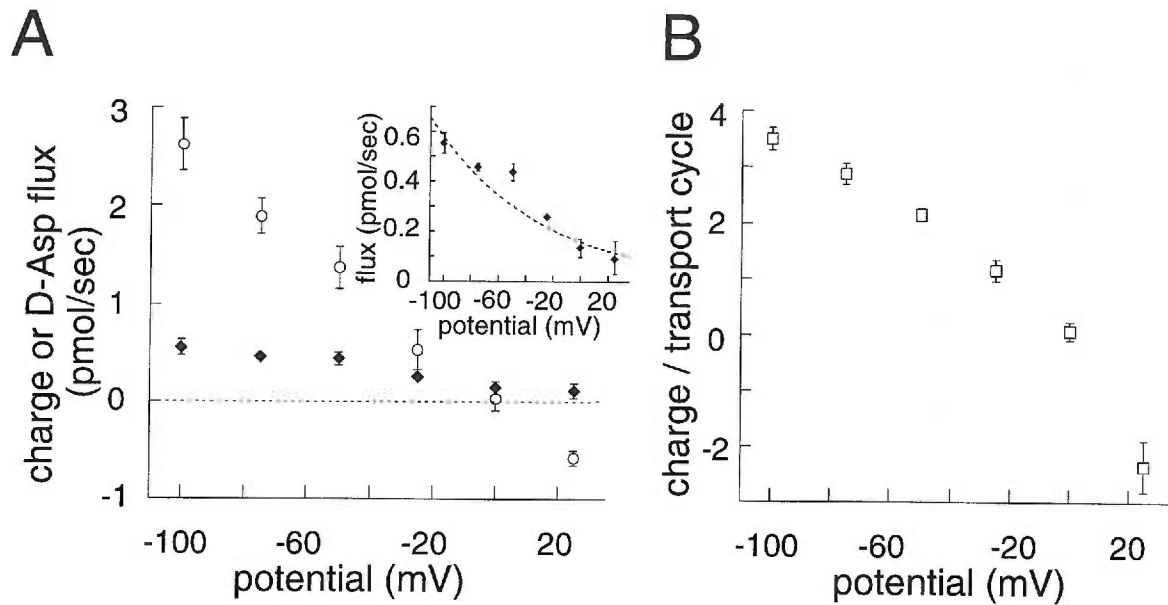 A
charge or D-Asp flux
(pmol/sec)
3
2
1
0
-1
-100
-60
-20
20
potential (mV)
flux (pmol/sec)
0.6
0.4
0.2
0
-100
-60
-20
20
potential (mV)
B
charge / transport cycle
4
2
0
-2
-100
-60
-20
20
potential (mV)